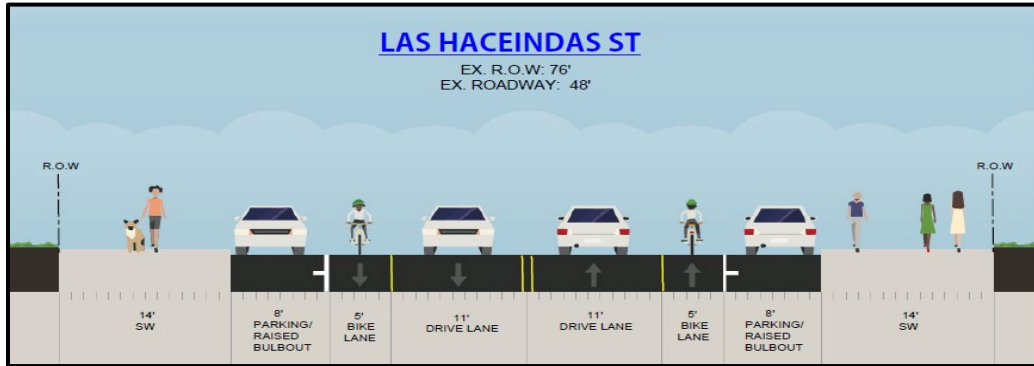 LAS HACEINDAS ST
EX. R.O.W: 76'
EX. ROADWAY: 48'
R.O.W
R.O.W
14'
SW
8'
PARKING/
RAISED
BULBOUT
5'
BIKE
LANE
11'
DRIVE LANE
11'
DRIVE LANE
5'
BIKE
LANE
8'
PARKING/
RAISED
BULBOUT
14'
SW